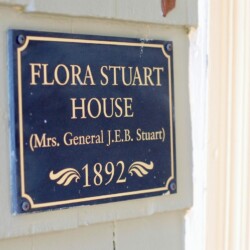 FLORA STUART
HOUSE
(Mrs. General J.E.B. Stuart)
1892